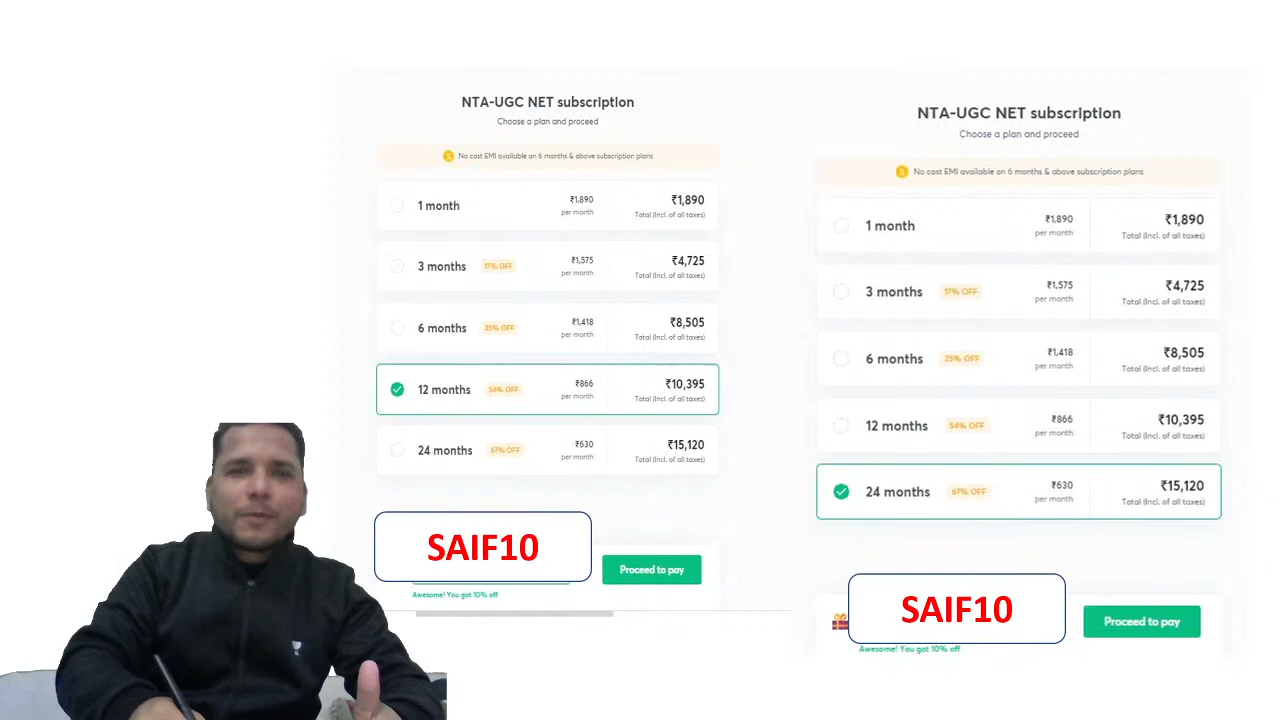 NTA-UGC NET subscription
Choose a plan and proceed
No cost EMI available on 6 months & above subscription plans
1 month
₹1,890
per month
₹1,890
Total (Incl. of all taxes)
3 months
17% OFF
₹1,575
per month
₹4,725
Total (Incl. of all taxes)
6 months
25% OFF
₹1,418
per month
₹8,505
Total (Incl. of all taxes)
12 months
54% OFF
₹866
per month
₹10,395
Total (Incl. of all taxes)
24 months
67% OFF
₹630
per month
₹15,120
Total (Incl. of all taxes)
SAIF10
Proceed to pay
Awesome! You got 10% off
NTA-UGC NET subscription
Choose a plan and proceed
No cost EMI available on 6 months & above subscription plans
1 month
₹1,890
per month
₹1,890
Total (Incl. of all taxes)
3 months
17% OFF
₹1,575
per month
₹4,725
Total (Incl. of all taxes)
6 months
25% OFF
₹1,418
per month
₹8,505
Total (Incl. of all taxes)
12 months
54% OFF
₹866
per month
₹10,395
Total (Incl. of all taxes)
24 months
67% OFF
₹630
per month
₹15,120
Total (Incl. of all taxes)
SAIF10
Proceed to pay
Awesome! You got 10% off